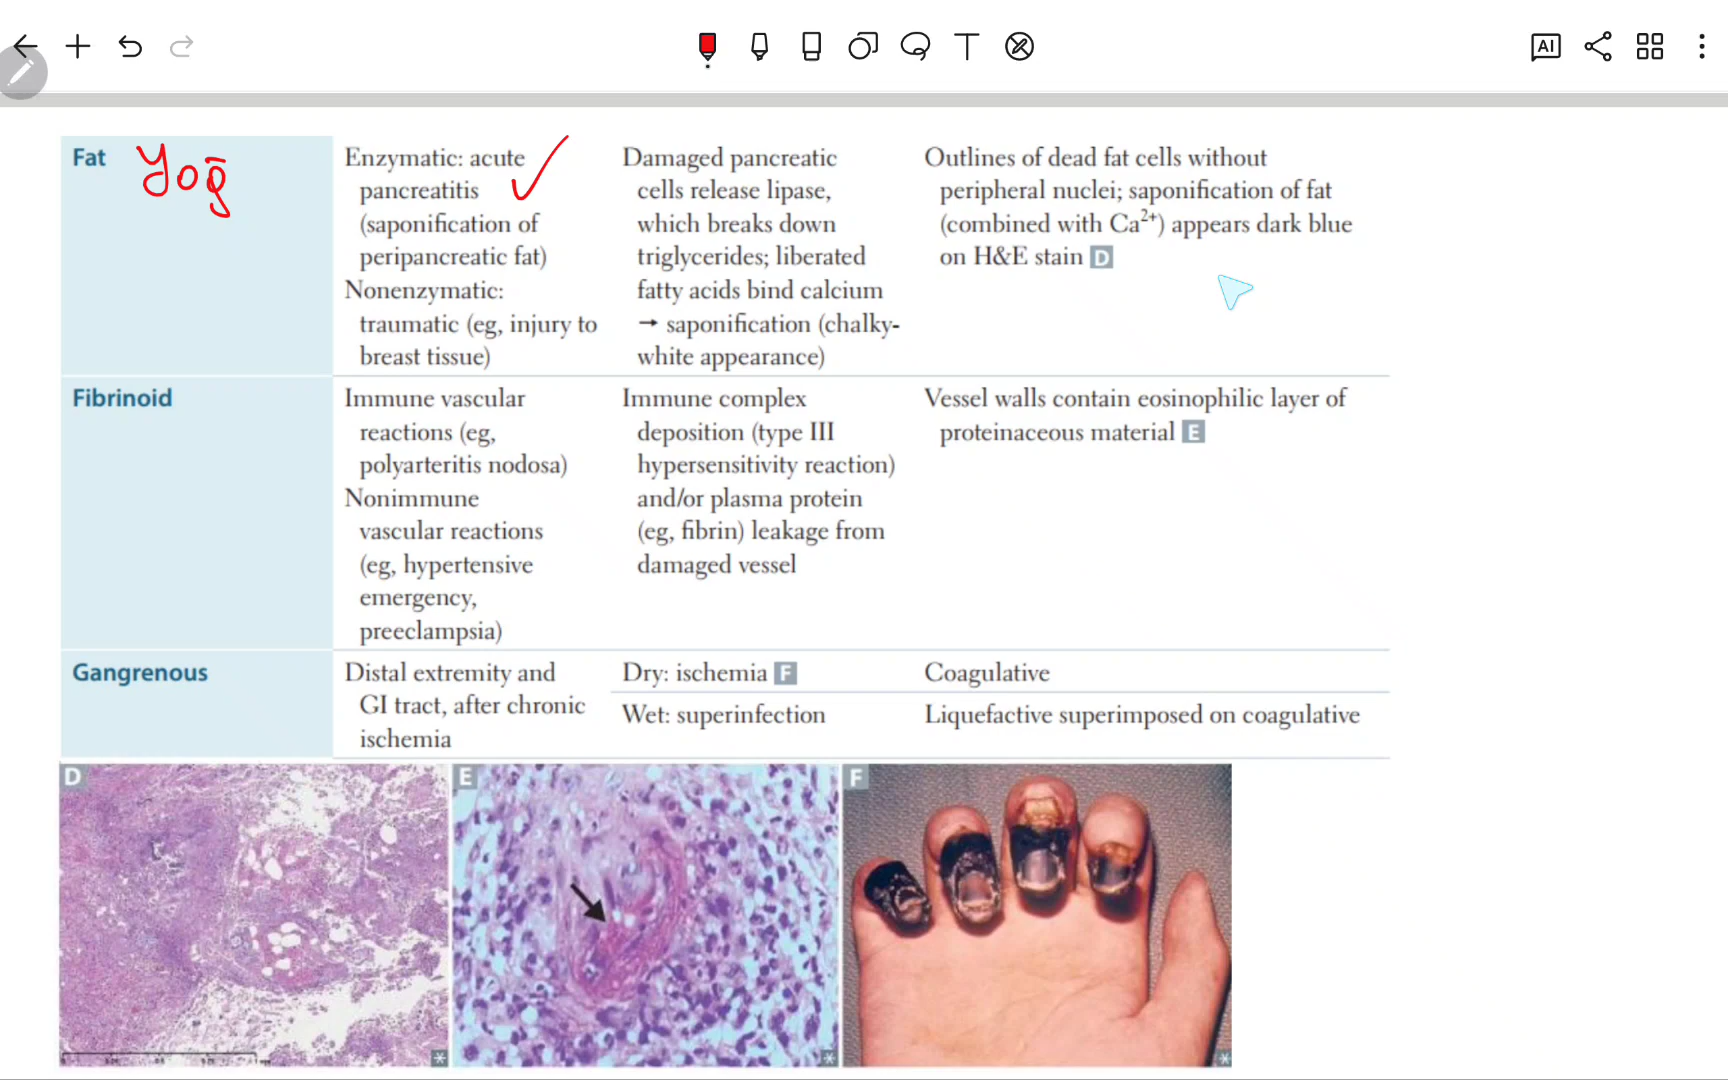 AI
Fat
Yoḡ
Enzymatic: acute
pancreatitis
(saponification of
peripancreatic fat)
Nonenzymatic:
traumatic (eg, injury to
breast tissue)
Damaged pancreatic
cells release lipase,
which breaks down
triglycerides; liberated
fatty acids bind calcium
→ saponification (chalky-
white appearance)
Outlines of dead fat cells without
peripheral nuclei; saponification of fat
(combined with Ca²⁺) appears dark blue
on H&E stain D
Fibrinoid
Immune vascular
reactions (eg,
polyarteritis nodosa)
Nonimmune
vascular reactions
(eg, hypertensive
emergency,
preeclampsia)
Immune complex
deposition (type III
hypersensitivity reaction)
and/or plasma protein
(eg, fibrin) leakage from
damaged vessel
Vessel walls contain eosinophilic layer of
proteinaceous material E
Gangrenous
Distal extremity and
GI tract, after chronic
ischemia
Dry: ischemia F
Coagulative
Wet: superinfection
Liquefactive superimposed on coagulative
D
E
F